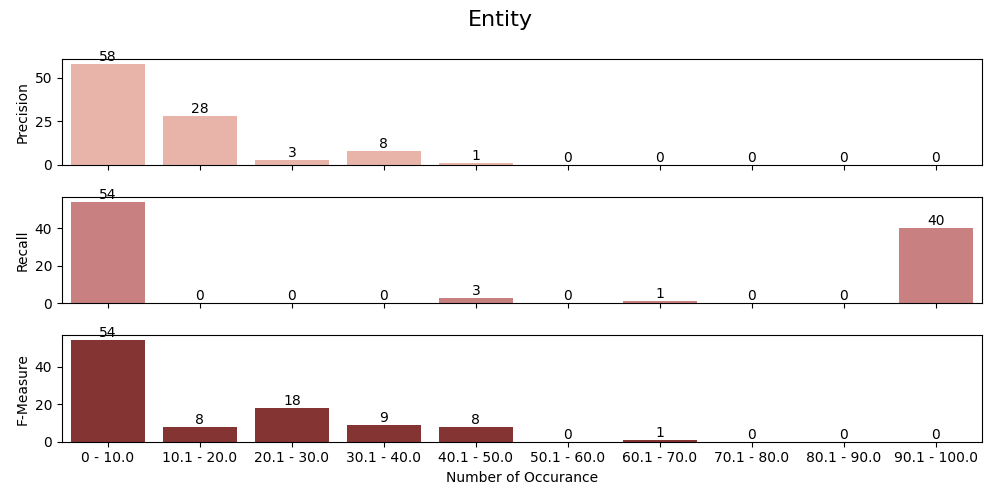 Entity
Precision
50
25
0
58
28
3
8
1
0
0
0
0
0
Recall
40
20
0
54
0
0
0
3
0
1
0
0
40
F-Measure
40
20
0
54
8
18
9
8
0
1
0
0
0
0 - 10.0
10.1 - 20.0
20.1 - 30.0
30.1 - 40.0
40.1 - 50.0
50.1 - 60.0
60.1 - 70.0
70.1 - 80.0
80.1 - 90.0
90.1 - 100.0
Number of Occurance